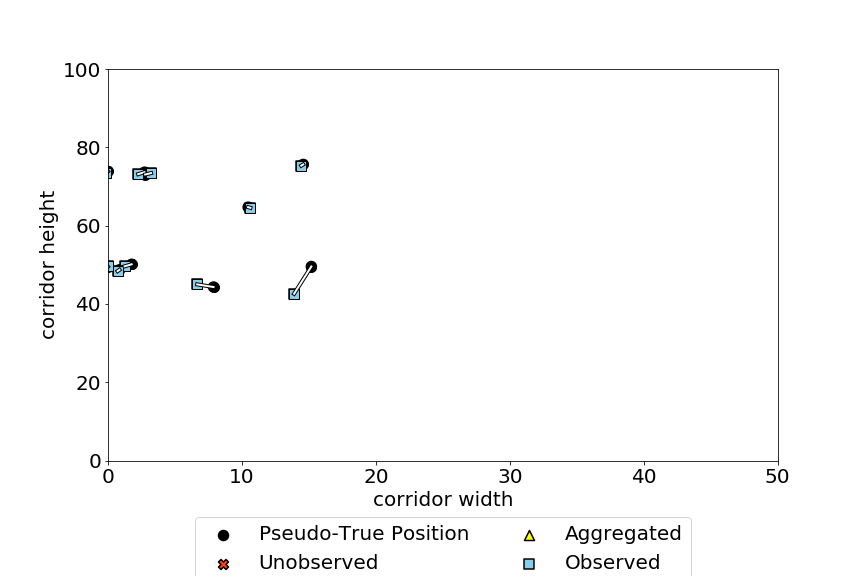 100
80
60
40
20
0
0 10 20 30 40 50
corridor height
corridor width
Pseudo-True Position Aggregated
Unobserved Observed